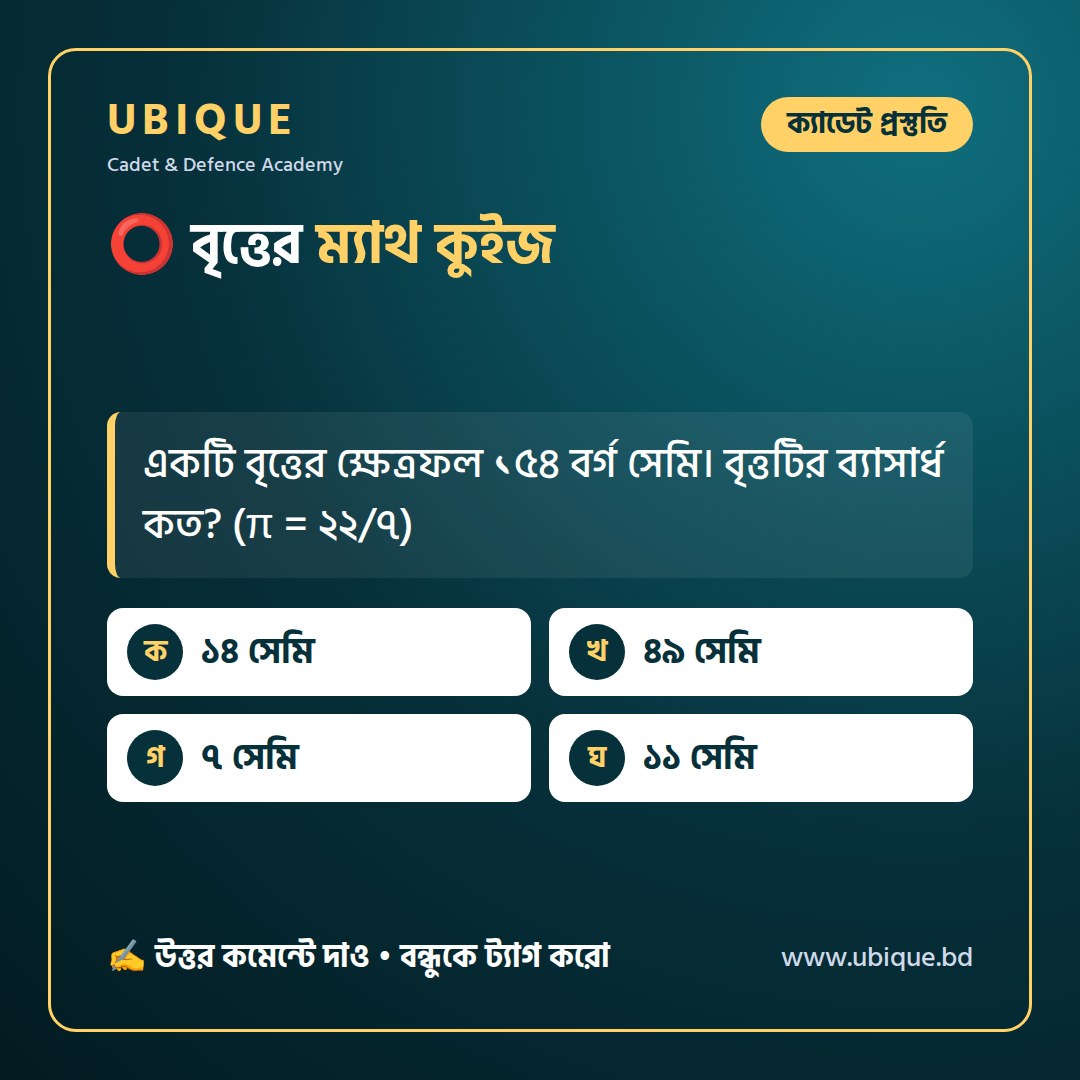 UBIQUE
ক্যাডেট প্রস্তুতি
Cadet & Defence Academy
⭕ বৃত্তের ম্যাথ কুইজ
একটি বৃত্তের ক্ষেত্রফল ১৫৪ বর্গ সেমি। বৃত্তটির ব্যাসার্ধ
কত? (π = ২২/৭)
ক ১৪ সেমি
খ ৪৯ সেমি
গ ৭ সেমি
ঘ ১১ সেমি
✍️ উত্তর কমেন্টে দাও • বন্ধুকে ট্যাগ করো
www.ubique.bd